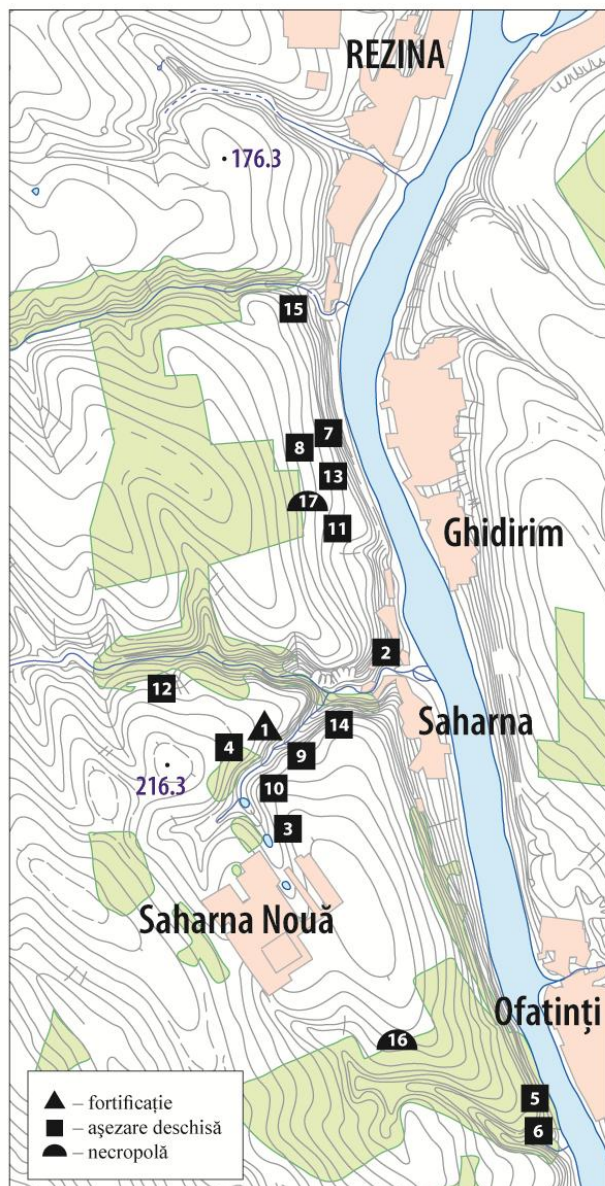 REZINA
176.3
15
7
8
13
17
11
Ghidirim
2
12
Saharna
14
1
4
9
216.3
10
3
Saharna Nouă
Ofatinți
16
5
6
▲ – fortificație
■ – așezare deschisă
– necropolă